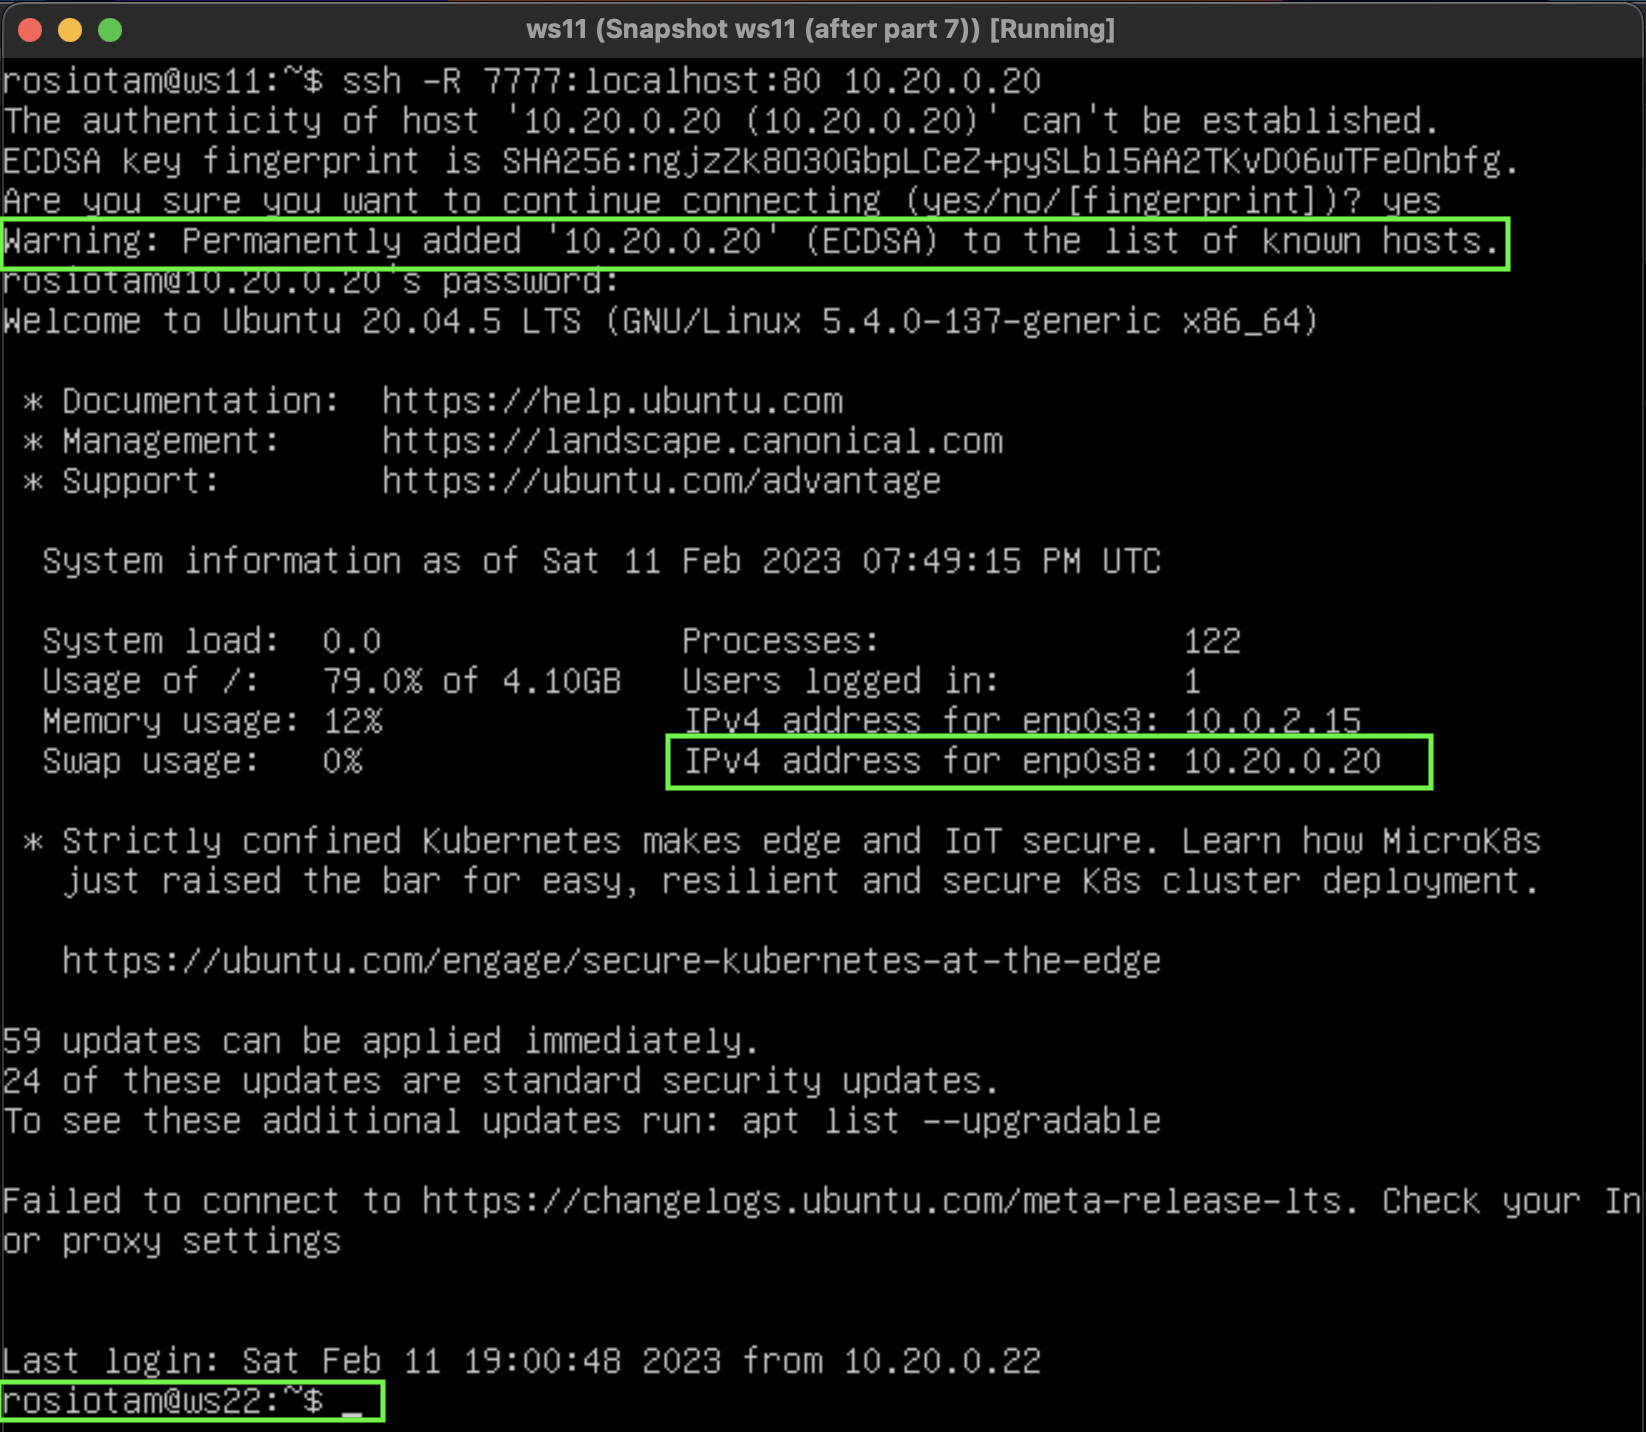 ws11 (Snapshot ws11 (after part 7)) [Running]
rosiotam@ws11:~$ ssh -R 7777:localhost:80 10.20.0.20
The authenticity of host '10.20.0.20 (10.20.0.20)' can't be established.
ECDSA key fingerprint is SHA256:ngjzZk8O3OGbpLCeZ+pySLbl5AA2TKvDO6wTFeOnbfg.
Are you sure you want to continue connecting (yes/no/[fingerprint])? yes
Warning: Permanently added '10.20.0.20' (ECDSA) to the list of known hosts.
rosiotam@10.20.0.20's password:
Welcome to Ubuntu 20.04.5 LTS (GNU/Linux 5.4.0-137-generic x86_64)
* Documentation:  https://help.ubuntu.com
* Management:     https://landscape.canonical.com
* Support:        https://ubuntu.com/advantage
System information as of Sat 11 Feb 2023 07:49:15 PM UTC
System load:  0.0               Processes:               122
Usage of /:   79.0% of 4.10GB   Users logged in:         1
Memory usage: 12%               IPv4 address for enp0s3: 10.0.2.15
Swap usage:   0%                IPv4 address for enp0s8: 10.20.0.20
* Strictly confined Kubernetes makes edge and IoT secure. Learn how MicroK8s
just raised the bar for easy, resilient and secure K8s cluster deployment.
https://ubuntu.com/engage/secure-kubernetes-at-the-edge
59 updates can be applied immediately.
24 of these updates are standard security updates.
To see these additional updates run: apt list --upgradable
Failed to connect to https://changelogs.ubuntu.com/meta-release-lts. Check your In
or proxy settings
Last login: Sat Feb 11 19:00:48 2023 from 10.20.0.22
rosiotam@ws22:~$ _